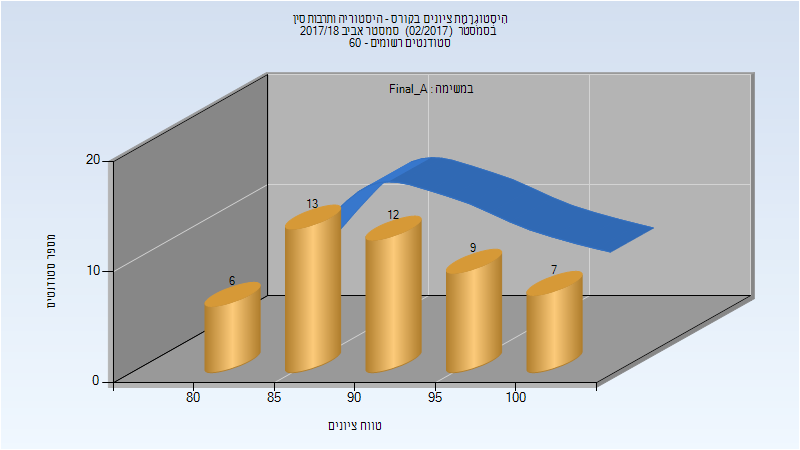 היסטוגרמת ציונים בקורס - היסטוריה ותרבות סין
בסמסטר (02/2017) סמסטר אביב 2017/18
סטודנטים רשומים - 60
במשימה : Final_A
20
10
0
מספר סטודנטים
6
13
12
9
7
80
85
90
95
100
טווח ציונים